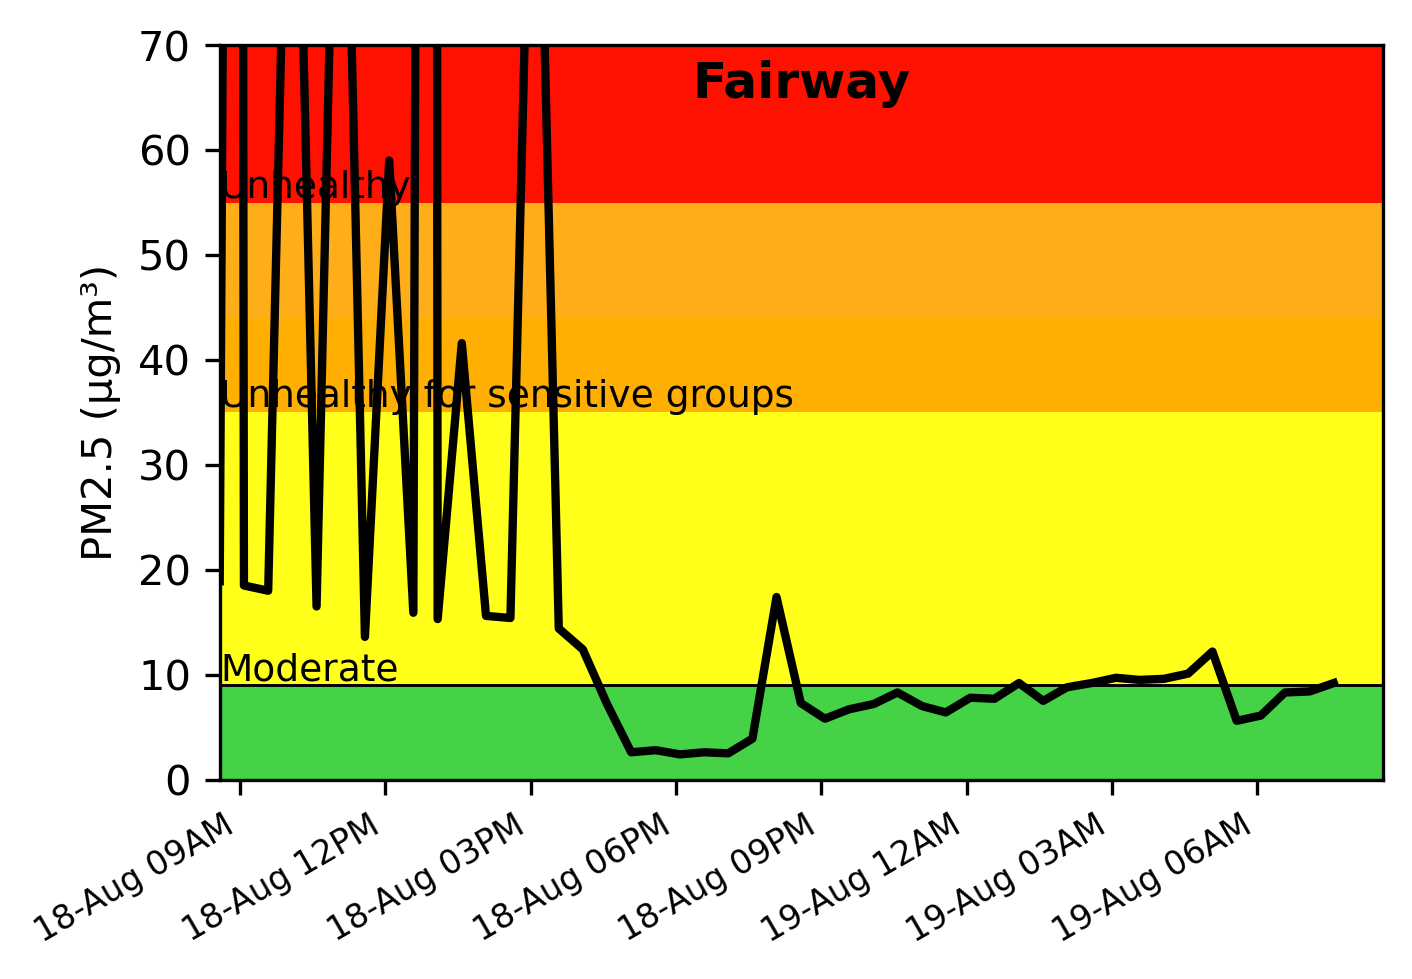 Fairway
PM2.5 (µg/m³)
70
60
50
40
30
20
10
0
Unhealthy
Unhealthy for sensitive groups
Moderate
18-Aug 09AM
18-Aug 12PM
18-Aug 03PM
18-Aug 06PM
18-Aug 09PM
19-Aug 12AM
19-Aug 03AM
19-Aug 06AM